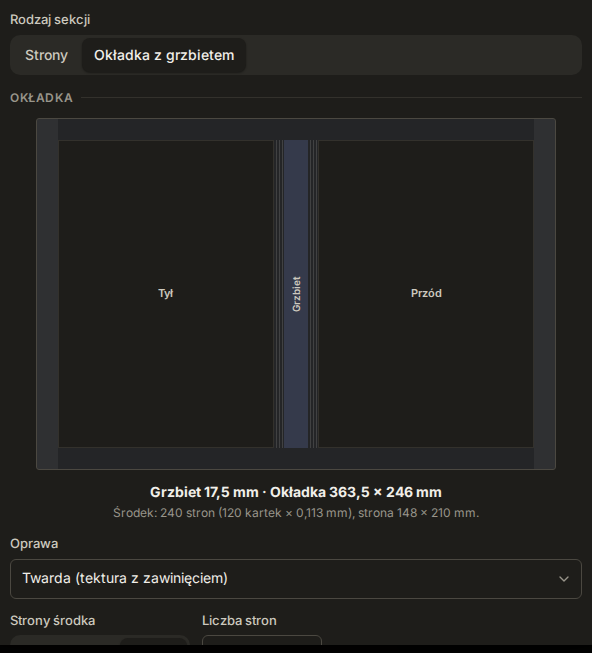 Rodzaj sekcji
Strony Okładka z grzbietem
OKŁADKA
Tył Grzbiet Przód
Grzbiet 17,5 mm · Okładka 363,5 × 246 mm
Środek: 240 stron (120 kartek × 0,113 mm), strona 148 × 210 mm.
Oprawa
Twarda (tektura z zawinięciem)
Strony środka Liczba stron